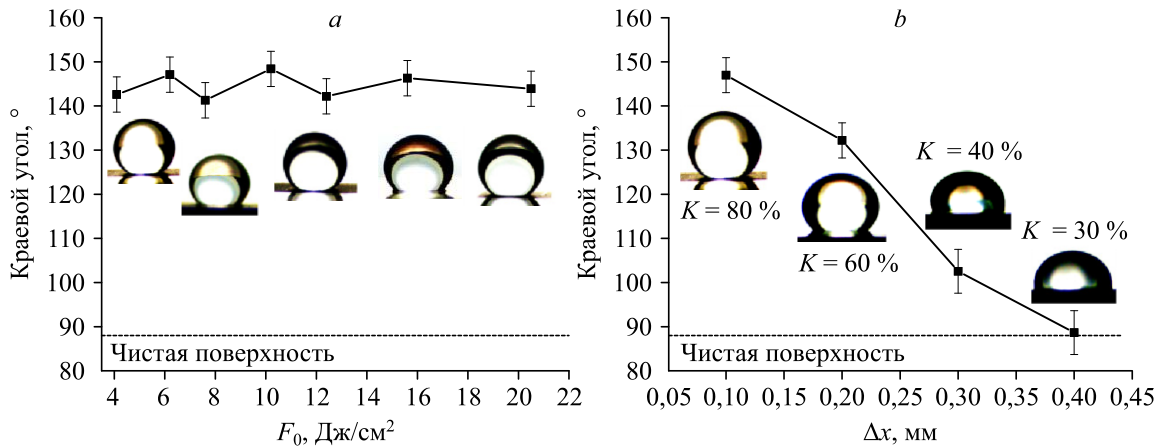 a
160
150
140
130
120
110
100
90
80
Краевой угол, °
Чистая поверхность
4 6 8 10 12 14 16 18 20 22
F₀, Дж/см²
b
160
150
140
130
120
110
100
90
80
Краевой угол, °
K = 80 %
K = 60 %
K = 40 %
K = 30 %
Чистая поверхность
0,05 0,10 0,15 0,20 0,25 0,30 0,35 0,40 0,45
Δx, мм